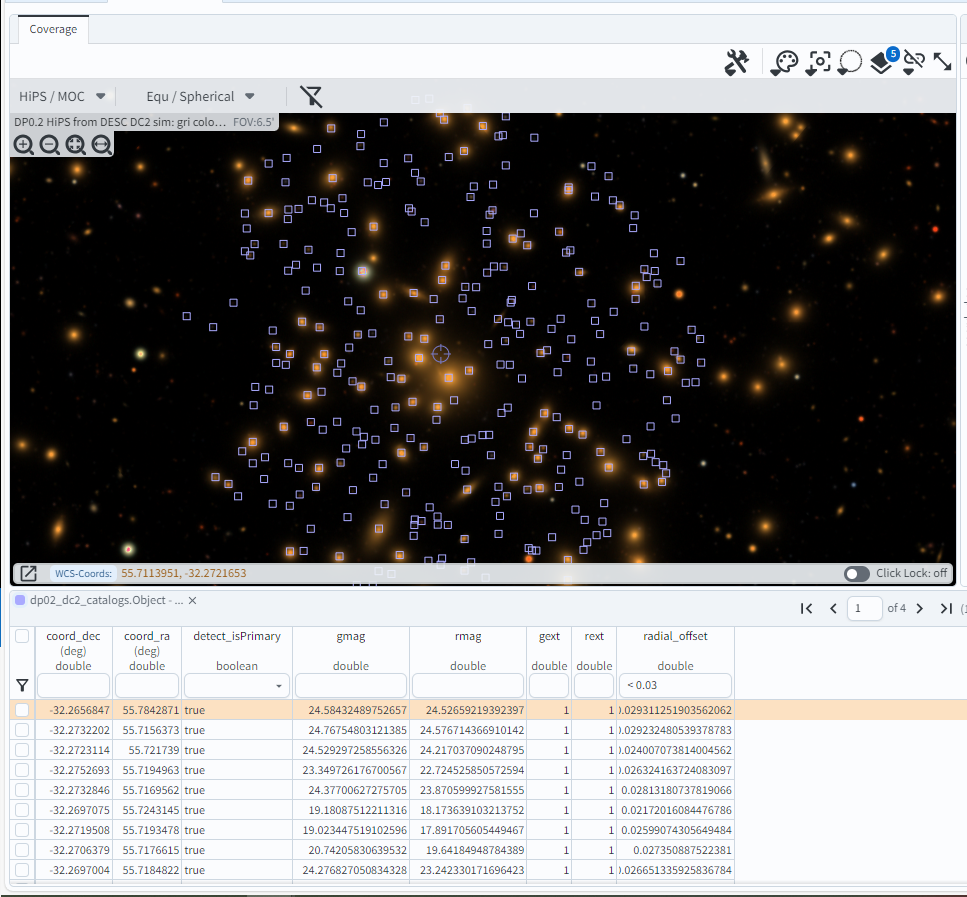 Coverage
5
HiPS / MOC Equ / Spherical
DP0.2 HiPS from DESC DC2 sim: gri colo... FOV:6.5'
WCS-Coords: 55.7113951, -32.2721653 Click Lock: off
dp02_dc2_catalogs.Object - ... ×
1 of 4 (1
coord_dec coord_ra detect_isPrimary gmag rmag gext rext radial_offset
(deg) (deg)
double double boolean double double double double double
< 0.03
-32.2656847 55.7842871 true 24.58432489752657 24.52659219392397 1 1 0.029311251903562062
-32.2732202 55.7156373 true 24.76754803121385 24.576714366910142 1 1 0.029232480539378783
-32.2723114 55.721739 true 24.529297258556326 24.217037090248795 1 1 0.024007073814004562
-32.2752693 55.7194963 true 23.349726176700567 22.724525850572594 1 1 0.026324163724083097
-32.2732846 55.7169562 true 24.37700627275705 23.870599927581555 1 1 0.02813180737819066
-32.2697075 55.7243145 true 19.18087512211316 18.173639103213752 1 1 0.02172016084476786
-32.2719508 55.7193478 true 19.023447519102596 17.891705605449467 1 1 0.02599074305649484
-32.2706379 55.7176615 true 20.74205830639532 19.64184948784389 1 1 0.027350887522381
-32.2697004 55.7184822 true 24.276827050834328 23.242330171696423 1 1 0.026651335925836784